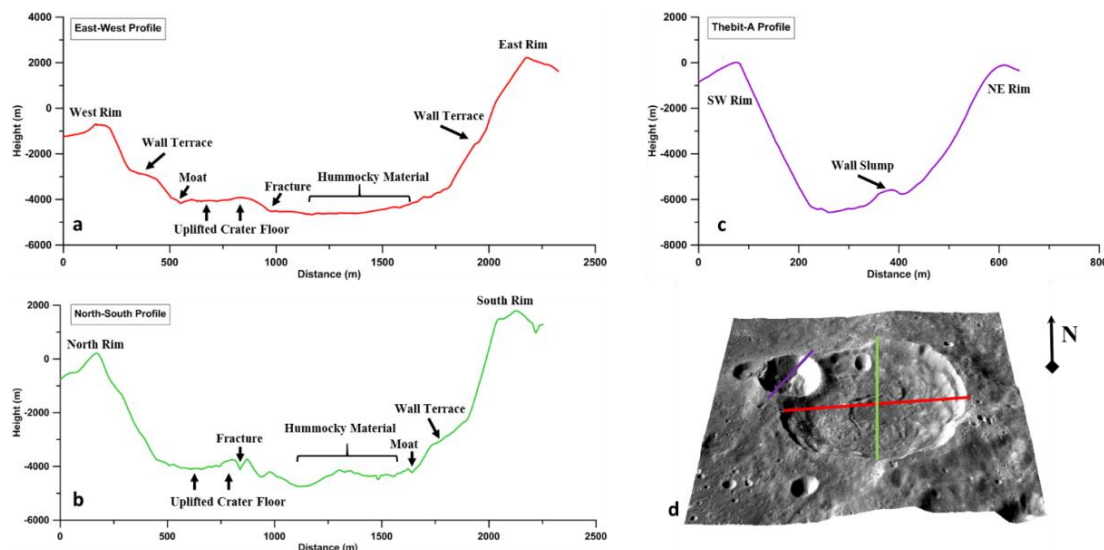 East-West Profile
4000
2000
0
-2000
-4000
-6000
Height (m)
West Rim
Wall Terrace
Moat
Uplifted Crater Floor
Fracture
Hummocky Material
Wall Terrace
East Rim
a
0
500
1000
1500
2000
2500
Distance (m)
Thebit-A Profile
2000
0
-2000
-4000
-6000
-8000
Height (m)
SW Rim
NE Rim
Wall Slump
c
0
200
400
600
800
Distance (m)
North-South Profile
2000
0
-2000
-4000
-6000
Height (m)
North Rim
Fracture
Uplifted Crater Floor
Hummocky Material
Moat
Wall Terrace
South Rim
b
0
500
1000
1500
2000
2500
Distance (m)
N
d